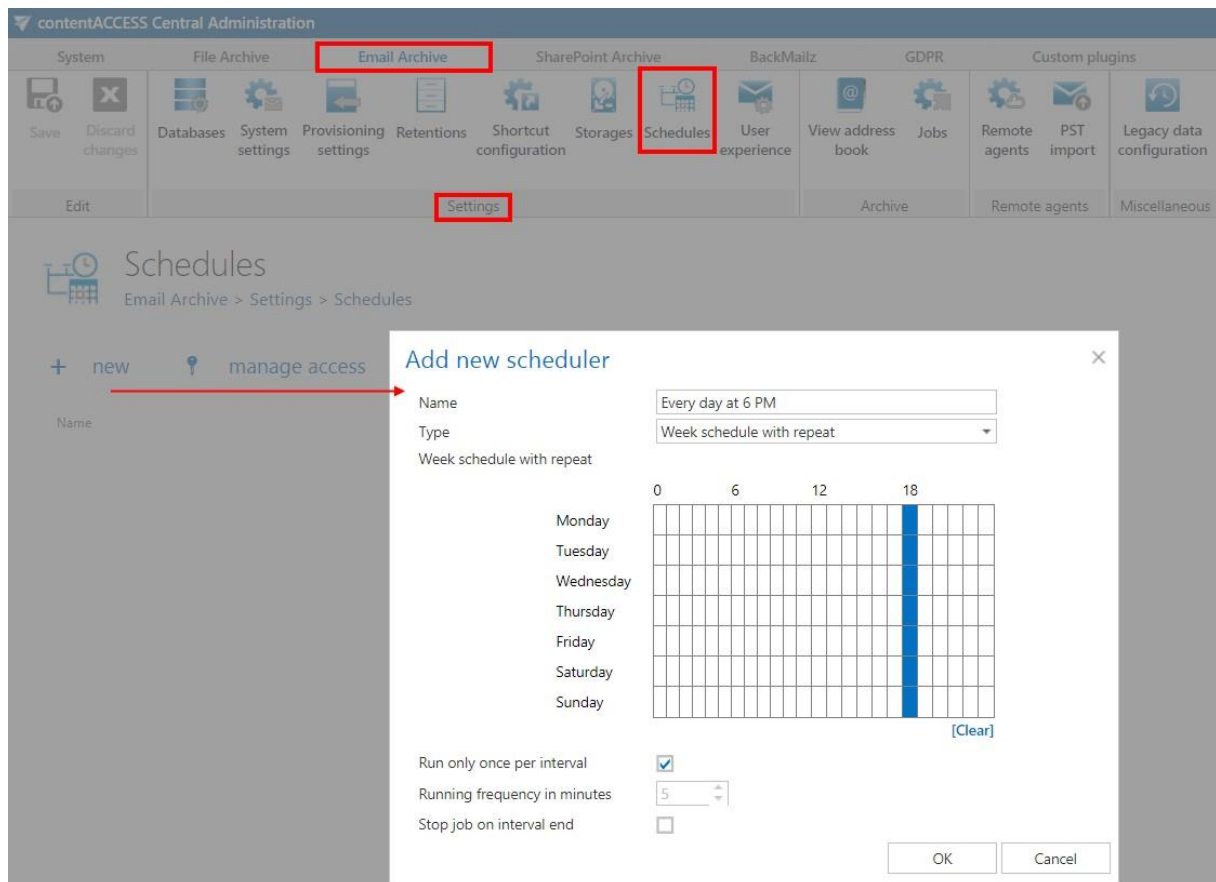 contentACCESS Central Administration
System File Archive Email Archive SharePoint Archive BackMailz GDPR Custom plugins
Save Discard changes Databases System settings Provisioning settings Retentions Shortcut configuration Storages Schedules User experience View address book Jobs Remote agents PST import Legacy data configuration
Edit Settings Archive Remote agents Miscellaneous
Schedules
Email Archive > Settings > Schedules
+ new manage access
Name
Add new scheduler
Name Every day at 6 PM
Type Week schedule with repeat
Week schedule with repeat
0 6 12 18
Monday
Tuesday
Wednesday
Thursday
Friday
Saturday
Sunday
[Clear]
Run only once per interval
Running frequency in minutes 5
Stop job on interval end
OK Cancel